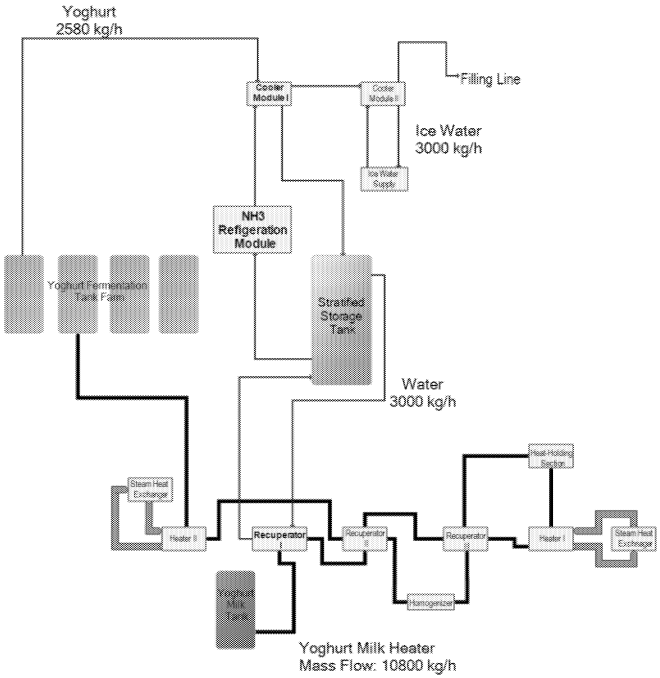 Yoghurt
2580 kg/h
Cooler
Module I
Cooler
Module II
Filling Line
Ice Water
3000 kg/h
Ice Water
Supply
NH3
Refigeration
Module
Yoghurt Fermentation
Tank Farm
Stratified
Storage
Tank
Water
3000 kg/h
Heat-Holding
Section
Steam Heat
Exchanger
Heater II
Recuperator
I
Recuperator
II
Recuperator
III
Heater I
Steam Heat
Exchnager
Yoghurt
Milk
Tank
Homogenizer
Yoghurt Milk Heater
Mass Flow: 10800 kg/h